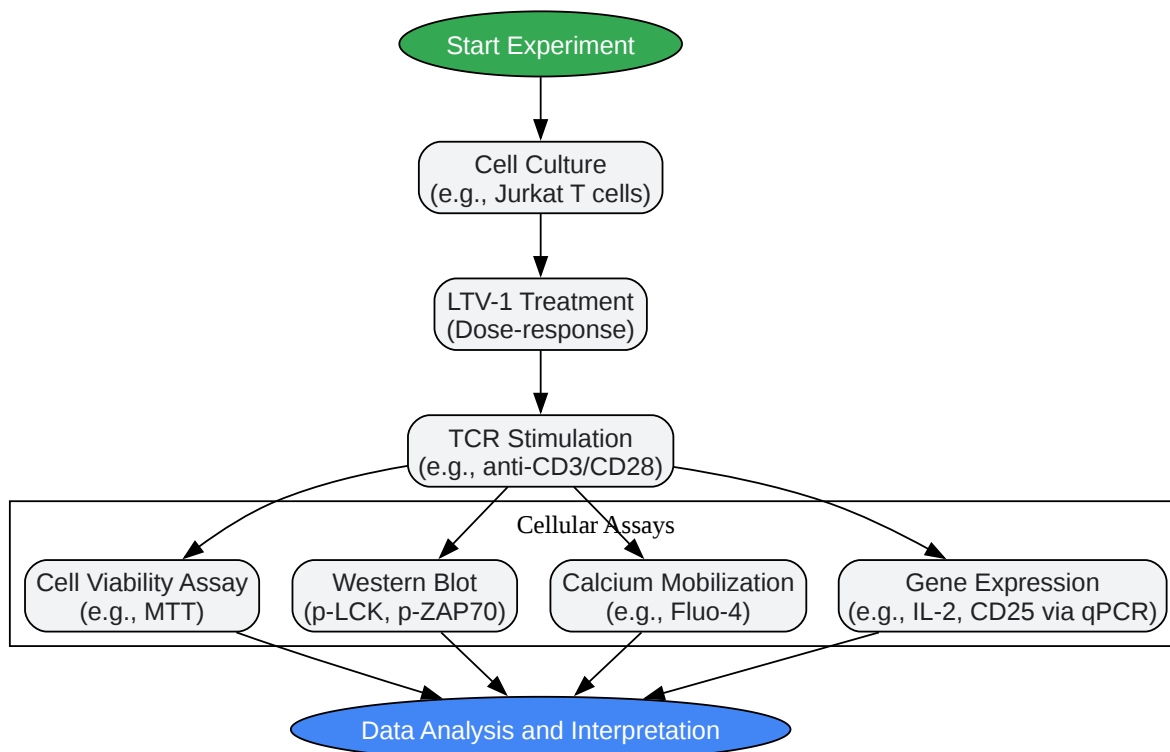 Start Experiment
Cell Culture
(e.g., Jurkat T cells)
LTV-1 Treatment
(Dose-response)
TCR Stimulation
(e.g., anti-CD3/CD28)
Cellular Assays
Cell Viability Assay
(e.g., MTT)
Western Blot
(p-LCK, p-ZAP70)
Calcium Mobilization
(e.g., Fluo-4)
Gene Expression
(e.g., IL-2, CD25 via qPCR)
Data Analysis and Interpretation